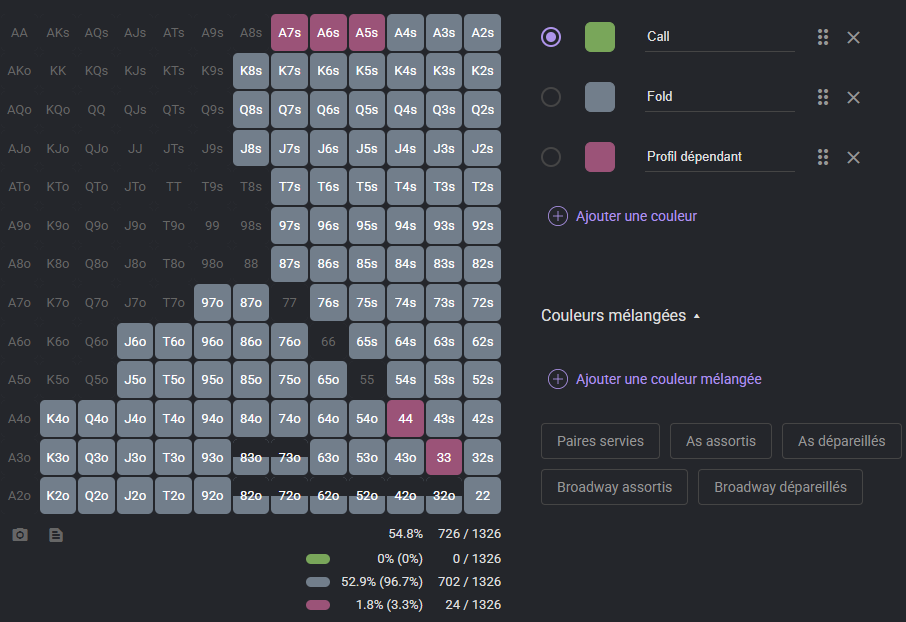 AA AKs AQs AJs ATs A9s A8s A7s A6s A5s A4s A3s A2s
AKo KK KQs KJs KTs K9s K8s K7s K6s K5s K4s K3s K2s
AQo KQo QQ QJs QTs Q9s Q8s Q7s Q6s Q5s Q4s Q3s Q2s
AJo KJo QJo JJ JTs J9s J8s J7s J6s J5s J4s J3s J2s
ATo KTo QTo JTo TT T9s T8s T7s T6s T5s T4s T3s T2s
A9o K9o Q9o J9o T9o 99 98s 97s 96s 95s 94s 93s 92s
A8o K8o Q8o J8o T8o 98o 88 87s 86s 85s 84s 83s 82s
A7o K7o Q7o J7o T7o 97o 87o 77 76s 75s 74s 73s 72s
A6o K6o Q6o J6o T6o 96o 86o 76o 66 65s 64s 63s 62s
A5o K5o Q5o J5o T5o 95o 85o 75o 65o 55 54s 53s 52s
A4o K4o Q4o J4o T4o 94o 84o 74o 64o 54o 44 43s 42s
A3o K3o Q3o J3o T3o 93o 83o 73o 63o 53o 43o 33 32s
A2o K2o Q2o J2o T2o 92o 82o 72o 62o 52o 42o 32o 22
54.8% 726 / 1326
0% (0%) 0 / 1326
52.9% (96.7%) 702 / 1326
1.8% (3.3%) 24 / 1326
Call
Fold
Profil dépendant
Ajouter une couleur
Couleurs mélangées
Ajouter une couleur mélangée
Paires servies As assortis As dépareillés
Broadway assortis Broadway dépareillés